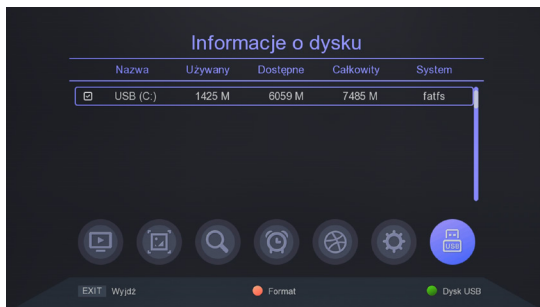 Informacje o dysku
Nazwa Używany Dostępne Całkowity System
USB (C:) 1425 M 6059 M 7485 M fatfs
USB
EXIT Wyjdź Format Dysk USB